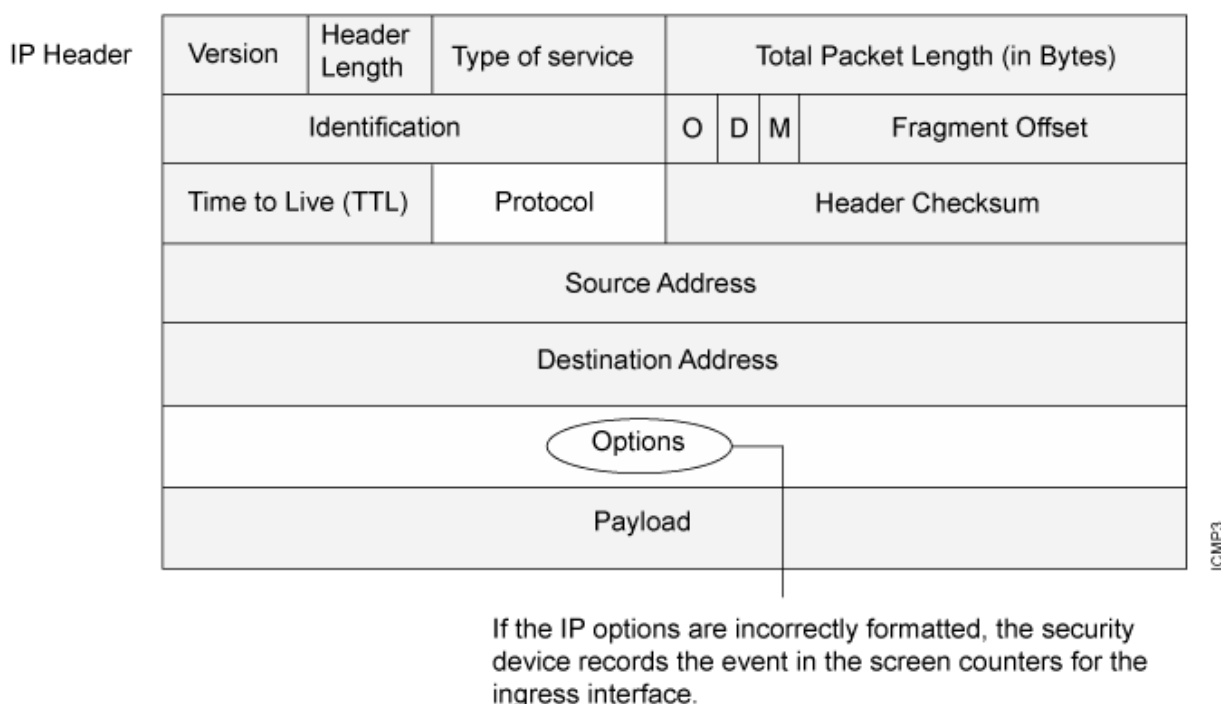 IP Header
Version
Header
Length
Type of service
Total Packet Length (in Bytes)
Identification
O
D
M
Fragment Offset
Time to Live (TTL)
Protocol
Header Checksum
Source Address
Destination Address
Options
Payload
JCMP3
If the IP options are incorrectly formatted, the security
device records the event in the screen counters for the
ingress interface.